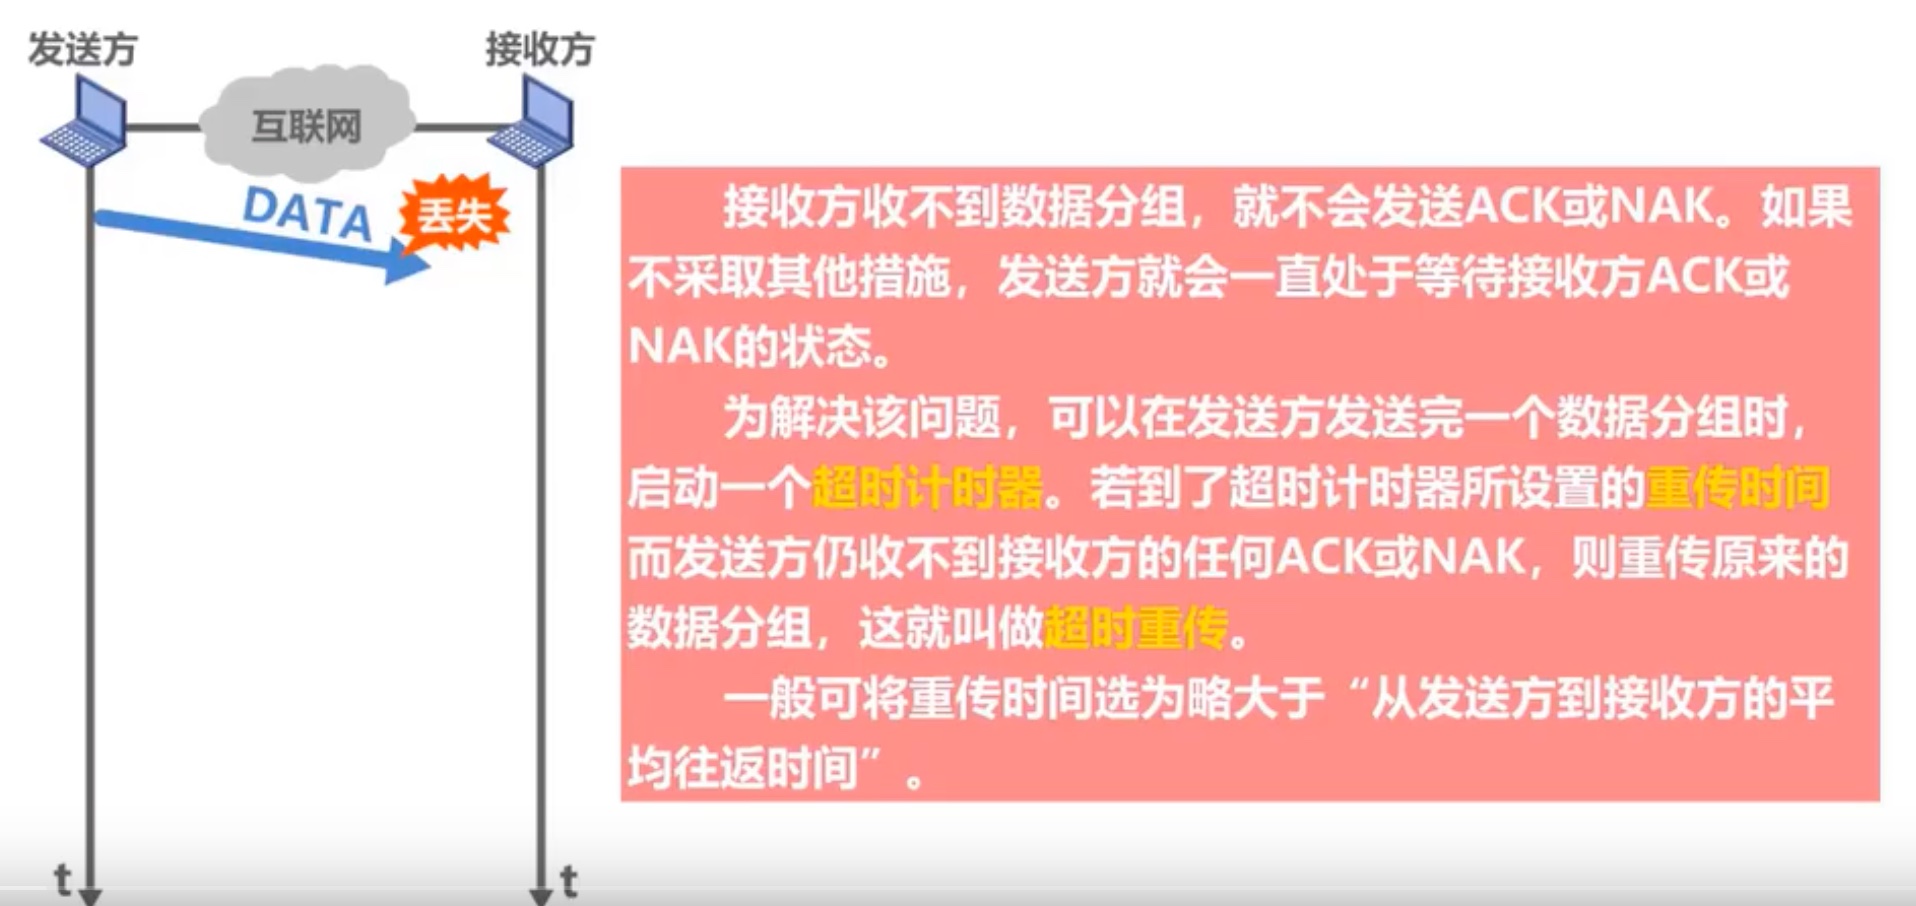 发送方
接收方
互联网
DATA
丢失
接收方收不到数据分组，就不会发送ACK或NAK。如果
不采取其他措施，发送方就会一直处于等待接收方ACK或
NAK的状态。
为解决该问题，可以在发送方发送完一个数据分组时，
启动一个超时计时器。若到了超时计时器所设置的重传时间
而发送方仍收不到接收方的任何ACK或NAK，则重传原来的
数据分组，这就叫做超时重传。
一般可将重传时间选为略大于“从发送方到接收方的平
均往返时间”。
t
t